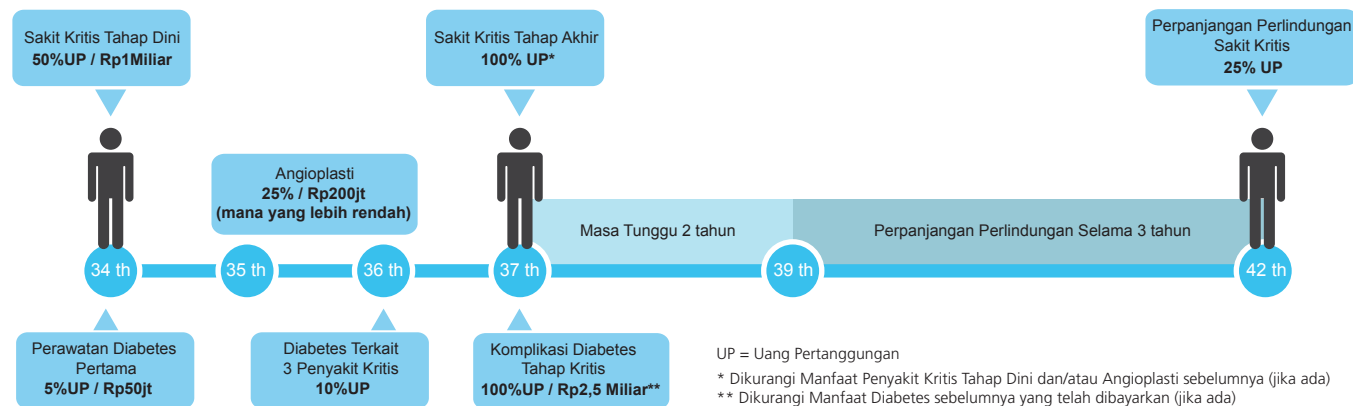 Sakit Kritis Tahap Dini
50%UP / Rp1Miliar
Sakit Kritis Tahap Akhir
100% UP*
Perpanjangan Perlindungan
Sakit Kritis
25% UP
Angioplasti
25% / Rp200jt
(mana yang lebih rendah)
Masa Tunggu 2 tahun
Perpanjangan Perlindungan Selama 3 tahun
34 th
35 th
36 th
37 th
39 th
42 th
Perawatan Diabetes
Pertama
5%UP / Rp50jt
Diabetes Terkait
3 Penyakit Kritis
10%UP
Komplikasi Diabetes
Tahap Kritis
100%UP / Rp2,5 Miliar**
UP = Uang Pertanggungan
* Dikurangi Manfaat Penyakit Kritis Tahap Dini dan/atau Angioplasti sebelumnya (jika ada)
** Dikurangi Manfaat Diabetes sebelumnya yang telah dibayarkan (jika ada)